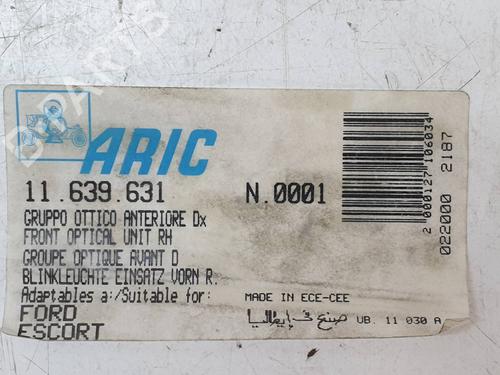 B PARTS
ARIC
11.639.631 N.0001
GRUPPO OTTICO ANTERIORE Dx
FRONT OPTICAL UNIT RH
GROUPE OPTIQUE AVANT D
BLINKLEUCHTE EINSATZ VORN R.
Adaptables a:/Suitable for:
FORD
ESCORT
MADE IN ECE-CEE
صنع في إيطاليا UB. 11 030 A
2 000127 106034
022000 2187